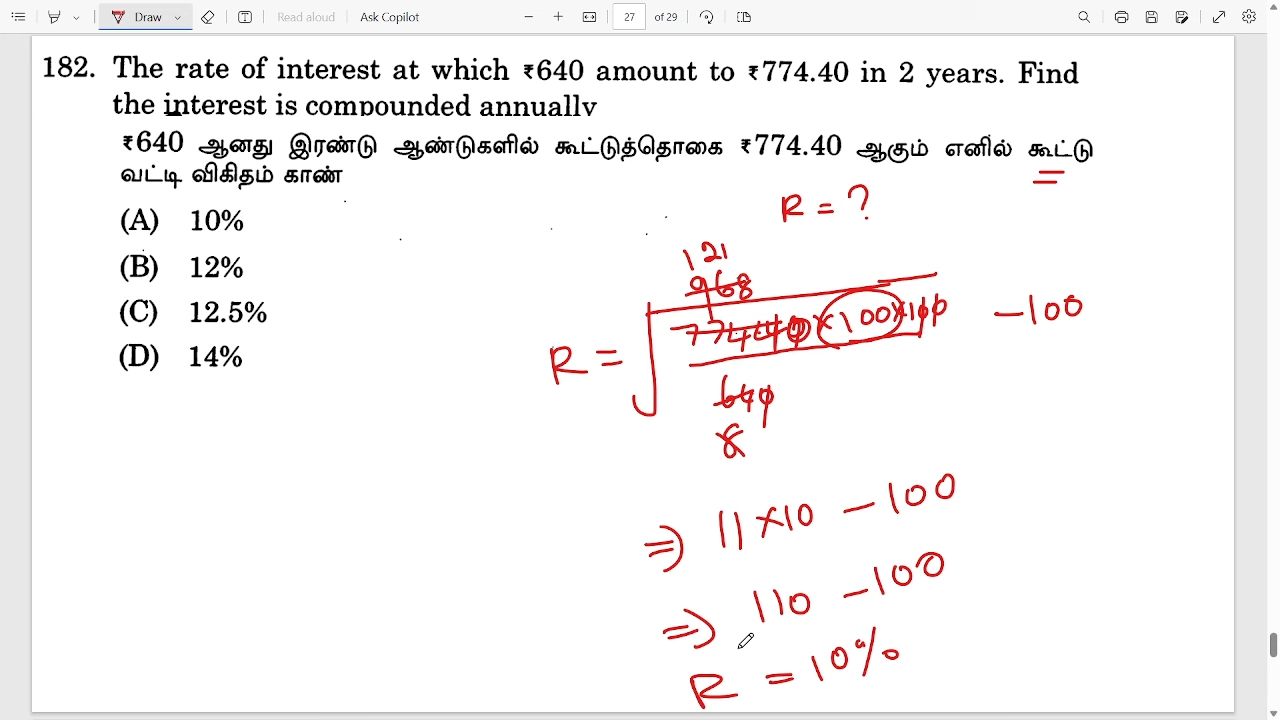 Draw
Read aloud
Ask Copilot
27 of 29
182. The rate of interest at which ₹640 amount to ₹774.40 in 2 years. Find
the interest is compounded annually
₹640 ஆனது இரண்டு ஆண்டுகளில் கூட்டுத்தொகை ₹774.40 ஆகும் எனில் கூட்டு
வட்டி விகிதம் காண்
(A) 10%
(B) 12%
(C) 12.5%
(D) 14%
R = ?
121
968
77440 × 100 × 100 - 100
R = √
640
8
⇒ 11 × 10 - 100
⇒ 110 - 100
R = 10%